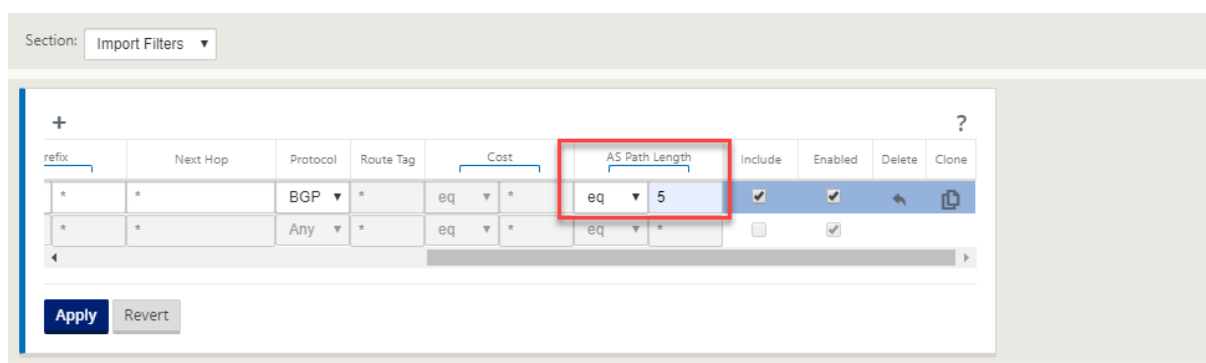 Section: Import Filters
+ ?
refix Next Hop Protocol Route Tag Cost AS Path Length Include Enabled Delete Clone
* * BGP * eq * eq 5
* * Any * eq * eq *
Apply Revert